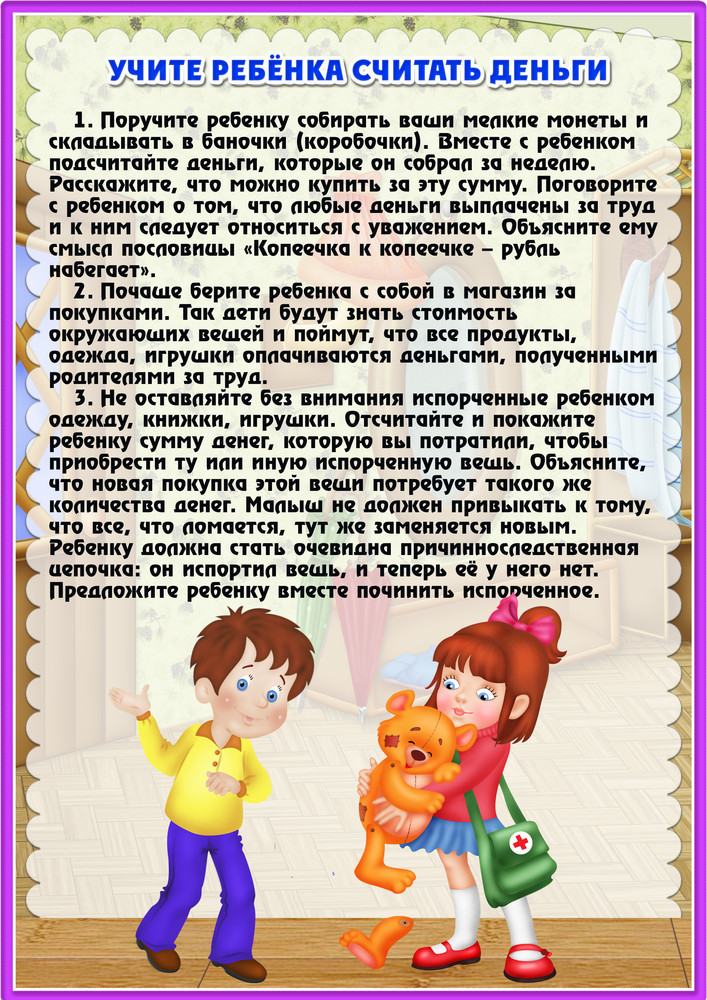 УЧИТЕ РЕБЁНКА СЧИТАТЬ ДЕНЬГИ
1. Поручите ребенку собирать ваши мелкие монеты и
складывать в баночки (коробочки). Вместе с ребенком
подсчитайте деньги, которые он собрал за неделю.
Расскажите, что можно купить за эту сумму. Поговорите
с ребенком о том, что любые деньги выплачены за труд
и к ним следует относиться с уважением. Объясните ему
смысл пословицы «Копеечка к копеечке – рубль
набегает».
2. Почаще берите ребенка с собой в магазин за
покупками. Так дети будут знать стоимость
окружающих вещей и поймут, что все продукты,
одежда, игрушки оплачиваются деньгами, полученными
родителями за труд.
3. Не оставляйте без внимания испорченные ребенком
одежду, книжки, игрушки. Отсчитайте и покажите
ребенку сумму денег, которую вы потратили, чтобы
приобрести ту или иную испорченную вещь. Объясните,
что новая покупка этой вещи потребует такого же
количества денег. Малыш не должен привыкать к тому,
что все, что ломается, тут же заменяется новым.
Ребенку должна стать очевидна причинноследственная
цепочка: он испортил вещь, и теперь её у него нет.
Предложите ребенку вместе починить испорченное.